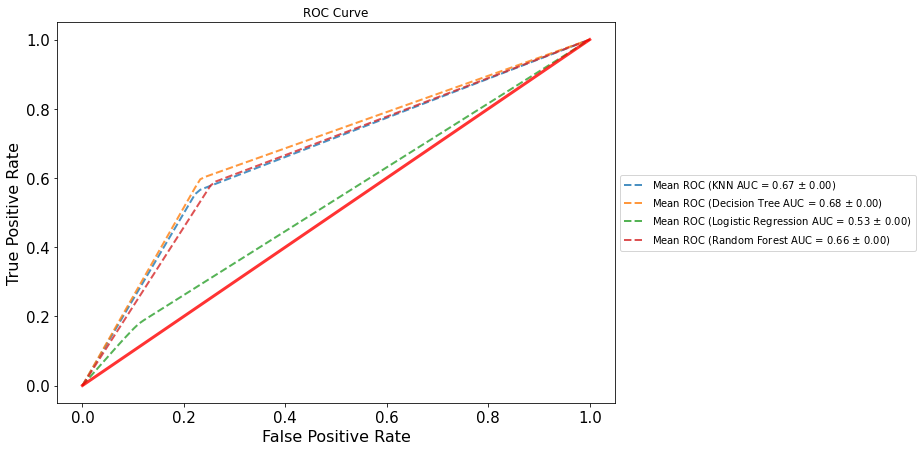 ROC Curve
1.0
0.8
0.6
0.4
0.2
0.0
True Positive Rate
0.0 0.2 0.4 0.6 0.8 1.0
False Positive Rate
Mean ROC (KNN AUC = 0.67 ± 0.00)
Mean ROC (Decision Tree AUC = 0.68 ± 0.00)
Mean ROC (Logistic Regression AUC = 0.53 ± 0.00)
Mean ROC (Random Forest AUC = 0.66 ± 0.00)